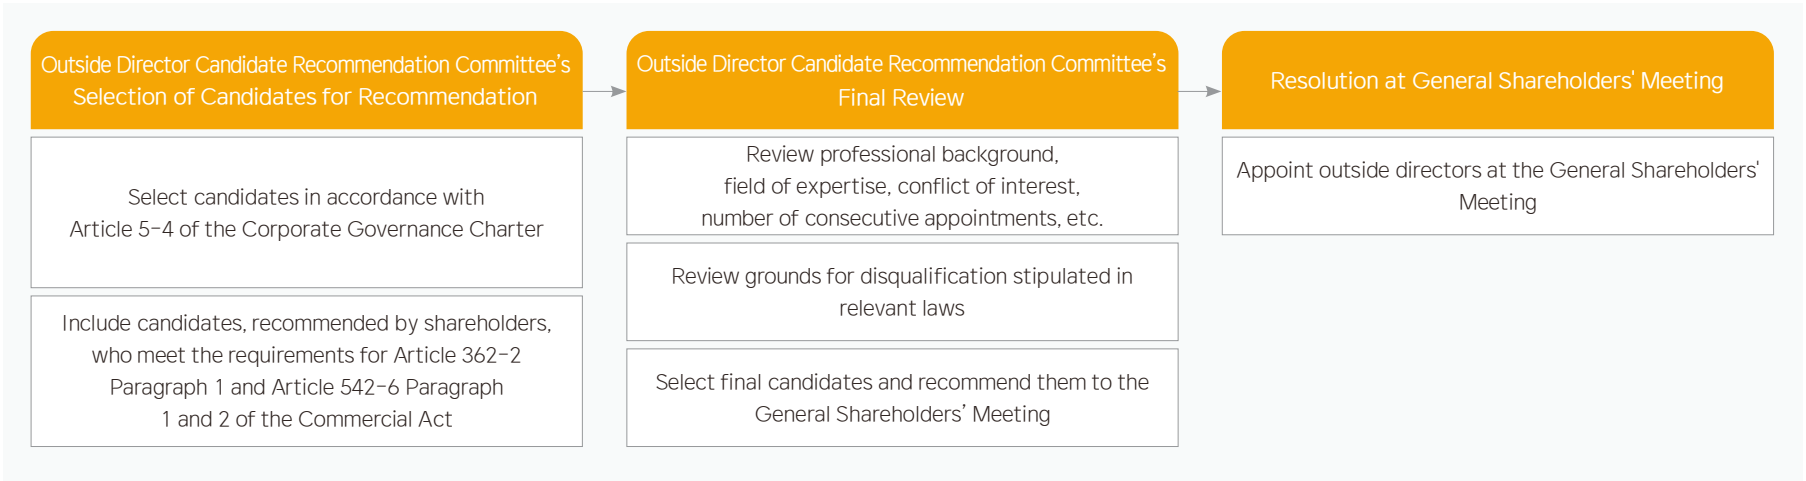 Outside Director Candidate Recommendation Committee’s
Selection of Candidates for Recommendation
Select candidates in accordance with
Article 5-4 of the Corporate Governance Charter
Include candidates, recommended by shareholders,
who meet the requirements for Article 362-2
Paragraph 1 and Article 542-6 Paragraph
1 and 2 of the Commercial Act
Outside Director Candidate Recommendation Committee’s
Final Review
Review professional background,
field of expertise, conflict of interest,
number of consecutive appointments, etc.
Review grounds for disqualification stipulated in
relevant laws
Select final candidates and recommend them to the
General Shareholders’ Meeting
Resolution at General Shareholders' Meeting
Appoint outside directors at the General Shareholders'
Meeting